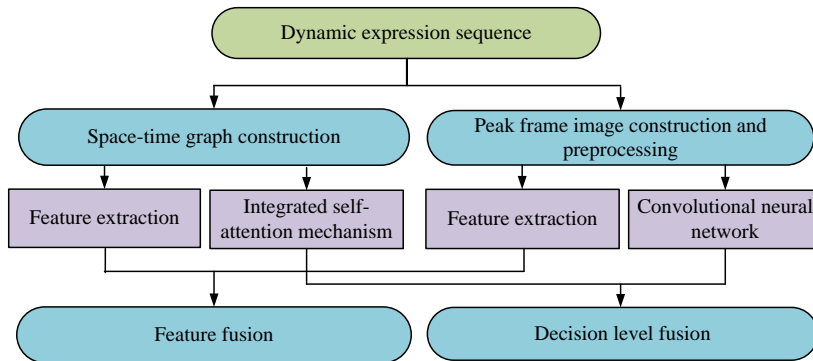 Dynamic expression sequence
Space-time graph construction
Peak frame image construction and
preprocessing
Feature extraction
Integrated self-
attention mechanism
Feature extraction
Convolutional neural
network
Feature fusion
Decision level fusion